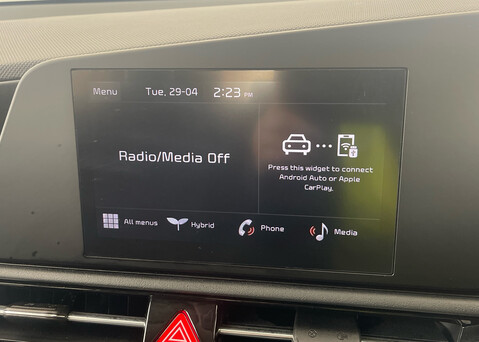 Menu
Tue, 29-04
2:23 PM
Radio/Media Off
Press this widget to connect
Android Auto or Apple
CarPlay.
All menus
Hybrid
Phone
Media